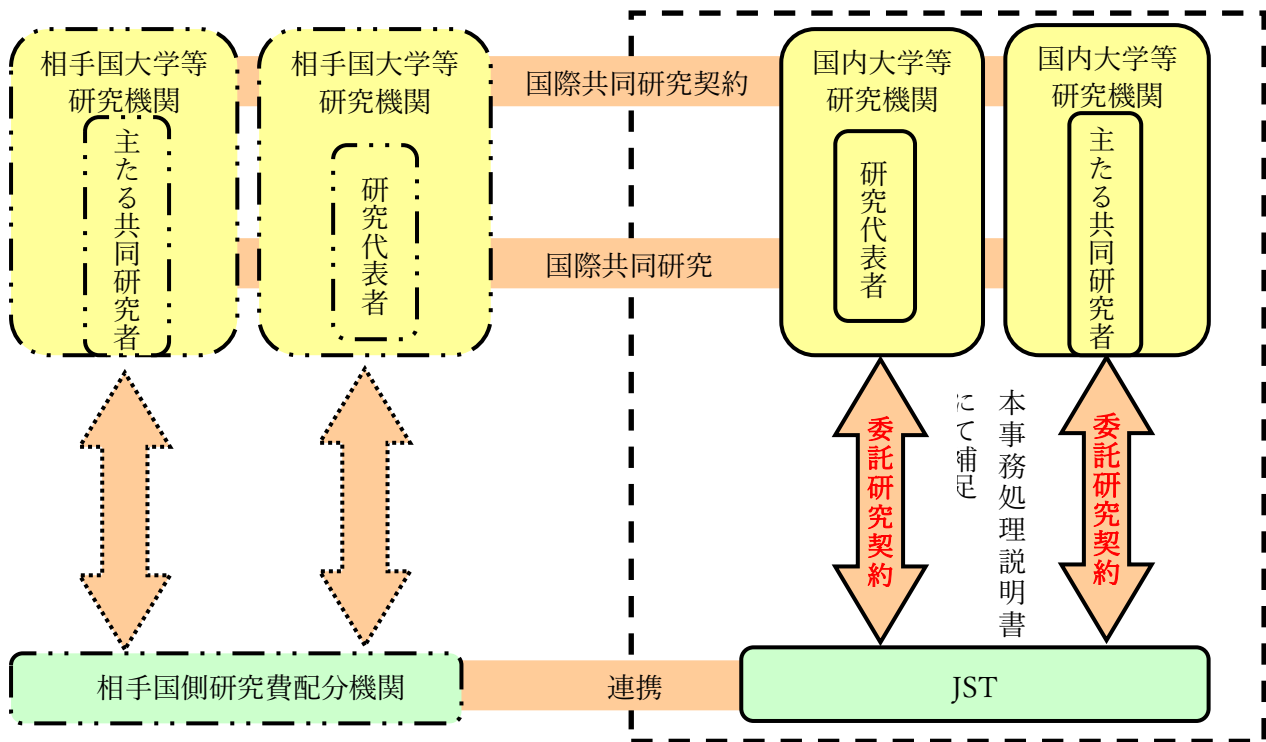 相手国大学等
研究機関
主たる共同研究者
相手国大学等
研究機関
研究代表者
国際共同研究契約
国際共同研究
国内大学等
研究機関
研究代表者
国内大学等
研究機関
主たる共同研究者
委託研究契約
本事務処理説明書
にて補足
委託研究契約
相手国側研究費配分機関
連携
JST